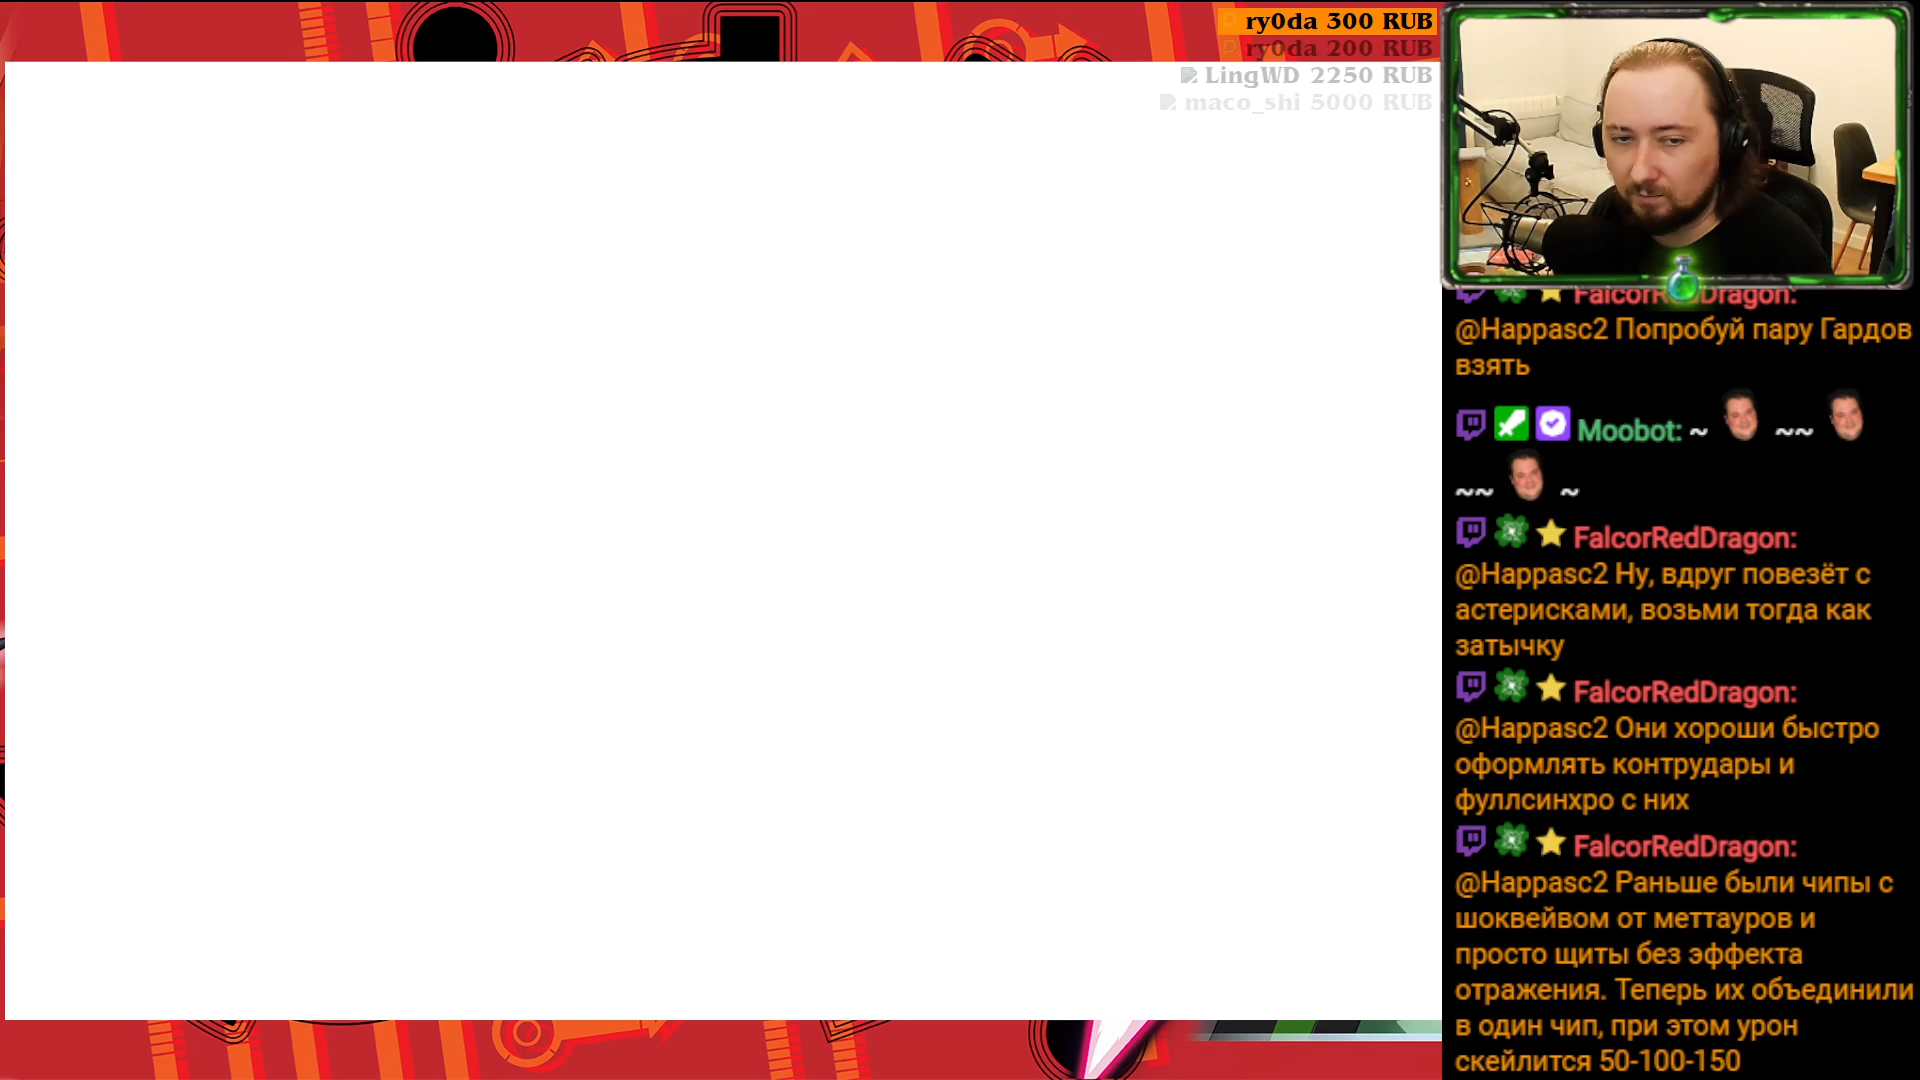 ry0da 300 RUB
ry0da 200 RUB
LingWD 2250 RUB
maco_shi 5000 RUB
FalcorRedDragon:
@Happasc2 Попробуй пару Гардов
взять
Moobot: ~ ~~
~~ ~
FalcorRedDragon:
@Happasc2 Ну, вдруг повезёт с
астерисками, возьми тогда как
затычку
FalcorRedDragon:
@Happasc2 Они хороши быстро
оформлять контрудары и
фуллсинхро с них
FalcorRedDragon:
@Happasc2 Раньше были чипы с
шоквейвом от меттауров и
просто щиты без эффекта
отражения. Теперь их объединили
в один чип, при этом урон
скейлится 50-100-150